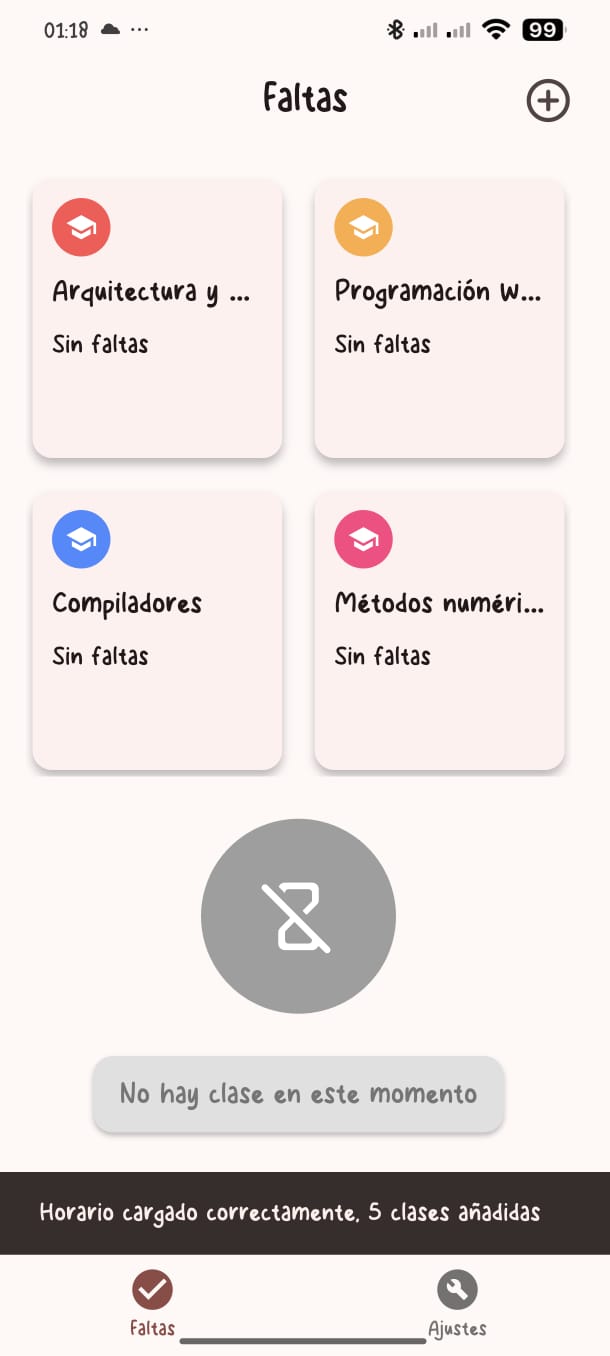 01:18 ... 99
Faltas
Arquitectura y ...
Sin faltas
Programación W...
Sin faltas
Compiladores
Sin faltas
Métodos numéri...
Sin faltas
No hay clase en este momento
Horario cargado correctamente, 5 clases añadidas
Faltas
Ajustes